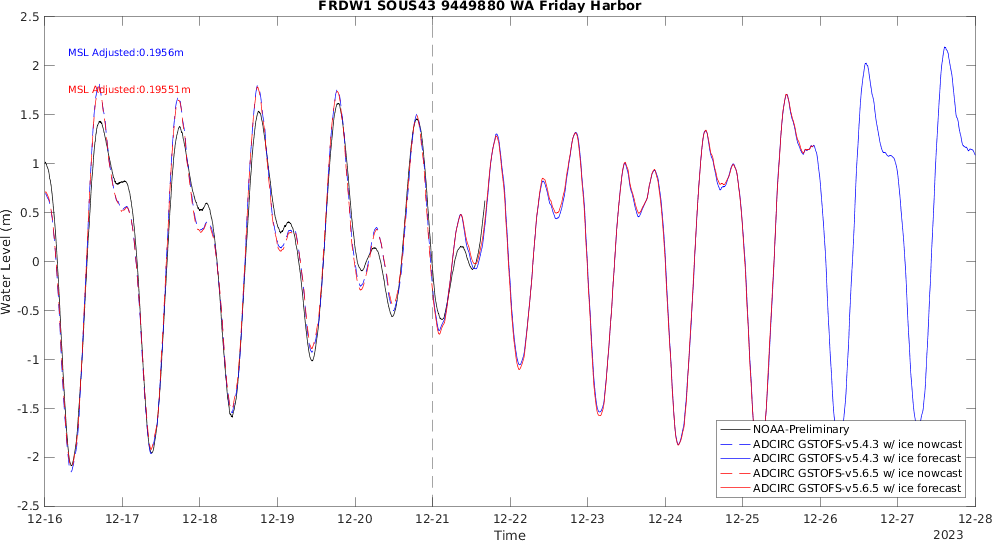 FRDW1 SOUS43 9449880 WA Friday Harbor
MSL Adjusted:0.1956m
MSL Adjusted:0.19551m
Water Level (m)
2.5
2
1.5
1
0.5
0
-0.5
-1
-1.5
-2
-2.5
NOAA-Preliminary
ADCIRC GSTOFS-v5.4.3 w/ ice nowcast
ADCIRC GSTOFS-v5.4.3 w/ ice forecast
ADCIRC GSTOFS-v5.6.5 w/ ice nowcast
ADCIRC GSTOFS-v5.6.5 w/ ice forecast
12-16 12-17 12-18 12-19 12-20 12-21 12-22 12-23 12-24 12-25 12-26 12-27 12-28
Time
2023